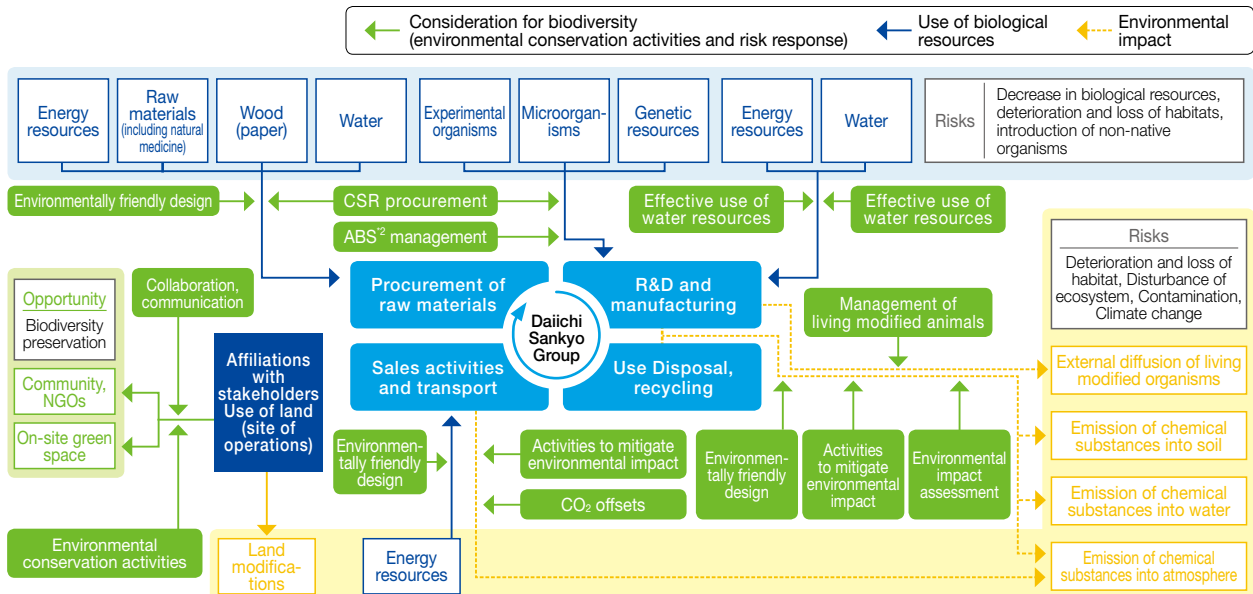 Consideration for biodiversity
(environmental conservation activities and risk response)
Use of biological
resources
Environmental
impact
Energy
resources
Raw
materials
(including natural
medicine)
Wood
(paper)
Water
Experimental
organisms
Microorgan-
isms
Genetic
resources
Energy
resources
Water
Risks
Decrease in biological resources,
deterioration and loss of habitats,
introduction of non-native
organisms
Environmentally friendly design
CSR procurement
ABS*2 management
Effective use of
water resources
Effective use of
water resources
Risks
Deterioration and loss of
habitat, Disturbance of
ecosystem, Contamination,
Climate change
Collaboration,
communication
Opportunity
Biodiversity
preservation
Community,
NGOs
On-site green
space
Affiliations
with
stakeholders
Use of land
(site of
operations)
Procurement of
raw materials
R&D and
manufacturing
Daiichi
Sankyo
Group
Sales activities
and transport
Use Disposal,
recycling
Management of
living modified animals
External diffusion of living
modified organisms
Emission of chemical
substances into soil
Emission of chemical
substances into water
Emission of chemical
substances into atmosphere
Environmen-
tally friendly
design
Activities to mitigate
environmental impact
CO2 offsets
Environmen-
tally friendly
design
Activities
to mitigate
environmental
impact
Environmental
impact
assessment
Environmental
conservation activities
Land
modifica-
tions
Energy
resources